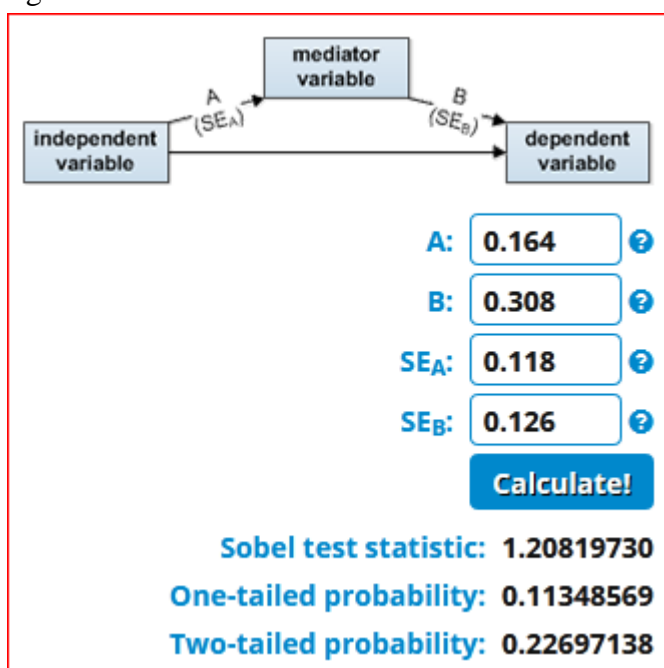 mediator
variable
A
(SEA)
B
(SEB)
independent
variable
dependent
variable
A: 0.164 ?
B: 0.308 ?
SEA: 0.118 ?
SEB: 0.126 ?
Calculate!
Sobel test statistic: 1.20819730
One-tailed probability: 0.11348569
Two-tailed probability: 0.22697138